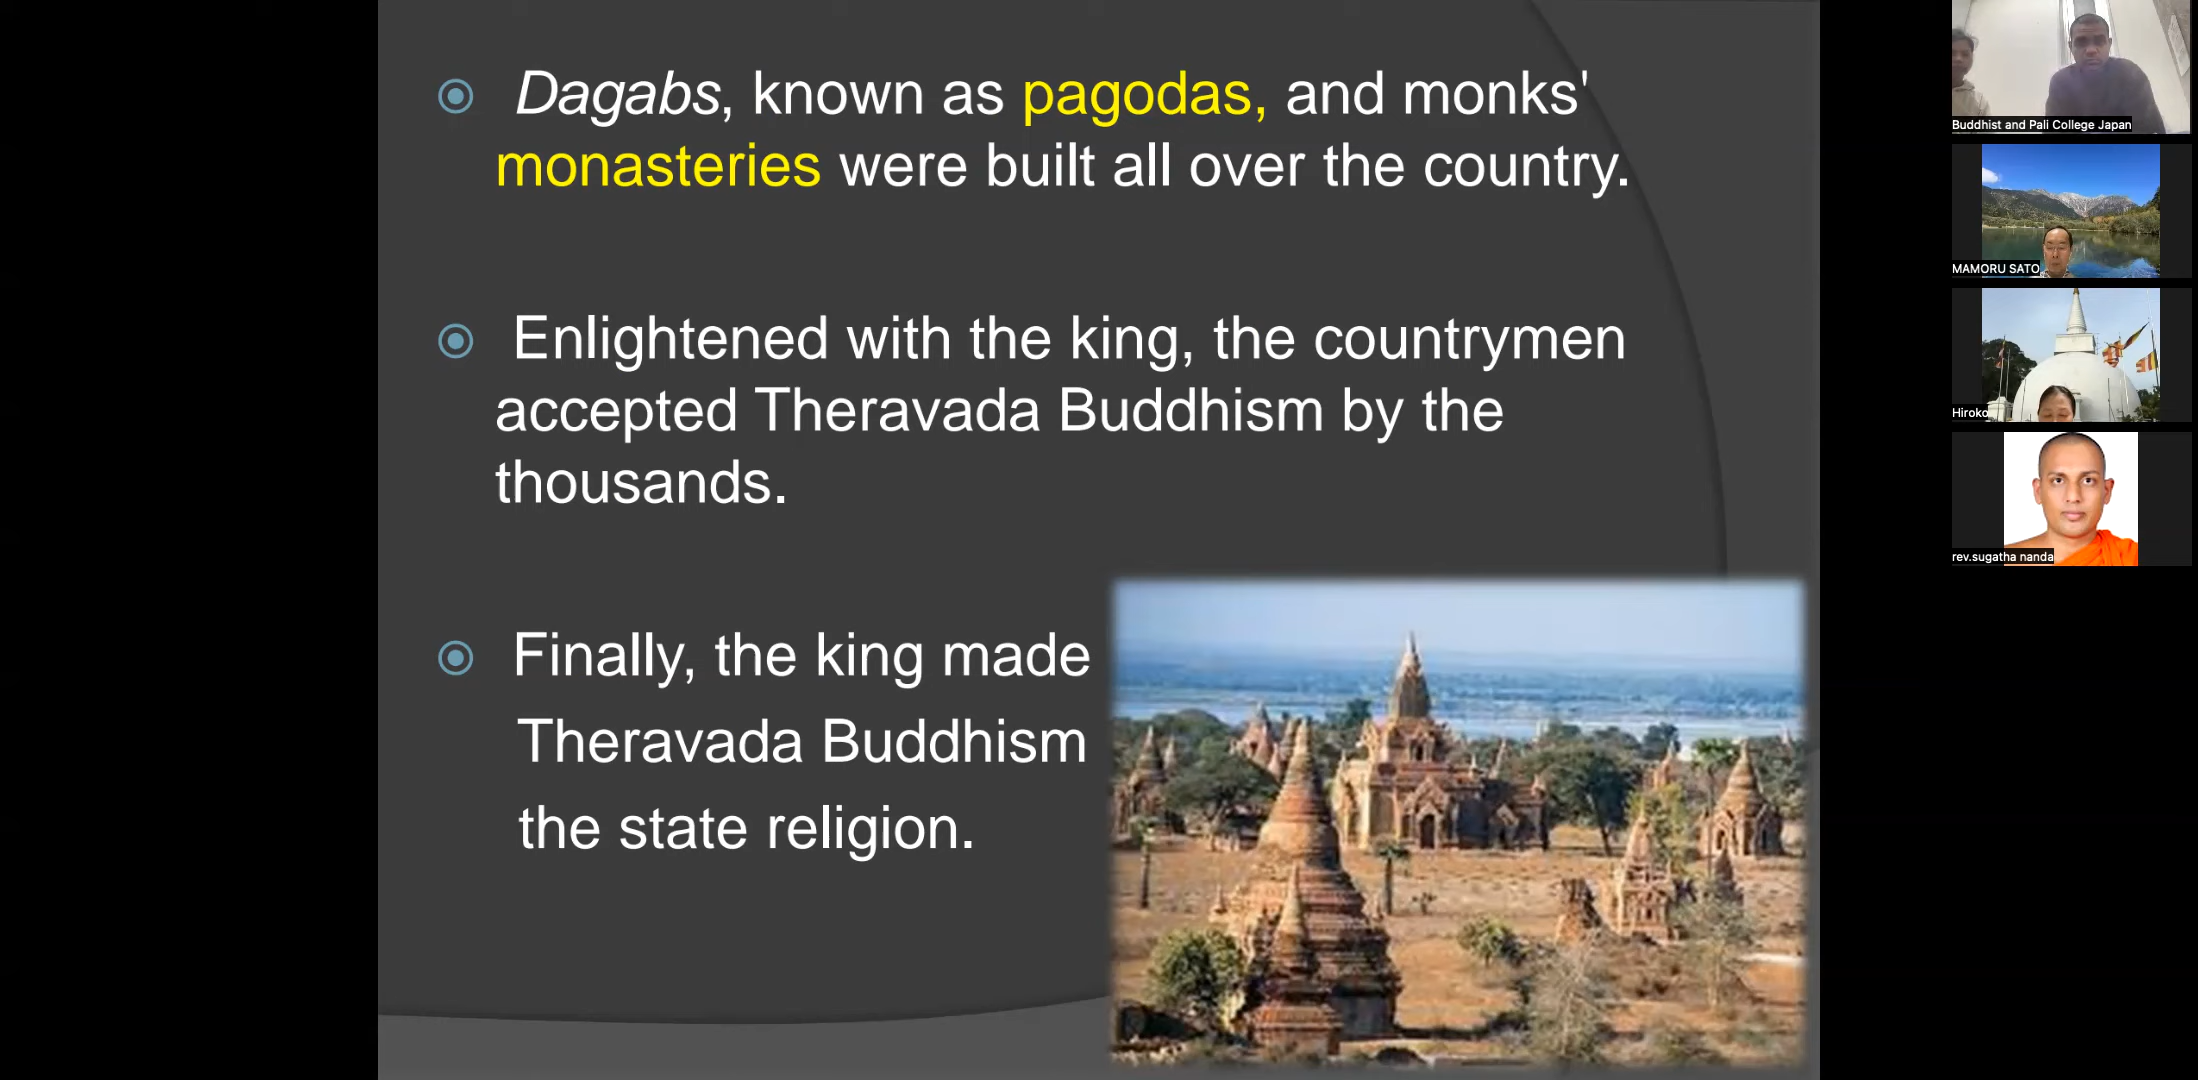 Dagabs, known as pagodas, and monks'
monasteries were built all over the country.
Enlightened with the king, the countrymen
accepted Theravada Buddhism by the
thousands.
Finally, the king made
Theravada Buddhism
the state religion.
Buddhist and Pali College Japan
MAMORU SATO
Hiroko
rev.sugatha nanda